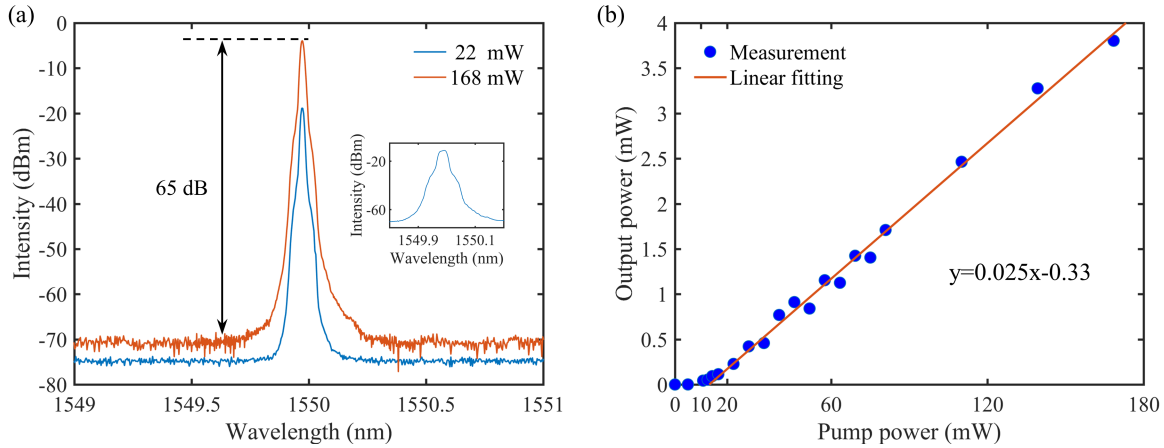 (a)
0
-10
-20
-30
-40
-50
-60
-70
-80
Intensity (dBm)
1549 1549.5 1550 1550.5 1551
Wavelength (nm)
65 dB
22 mW
168 mW
-20
-60
Intensity (dBm)
1549.9 1550.1
Wavelength (nm)
(b)
4
3.5
3
2.5
2
1.5
1
0.5
0
Output power (mW)
0 10 20 60 120 180
Pump power (mW)
Measurement
Linear fitting
y=0.025x-0.33